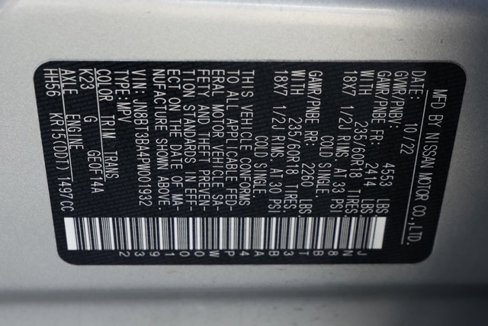 MFD BY NISSAN MOTOR CO.,LTD.
DATE: 10/22
GVWR/PNBV: 4553 LBS
GAWR/PNBE FR: 2414 LBS
WITH 235/60R18 TIRES,
18X7 1/2J RIMS, AT 33 PSI
COLD SINGLE.
GAWR/PNBE RR: 2260 LBS
WITH 235/60R18 TIRES,
18X7 1/2J RIMS, AT 30 PSI
COLD SINGLE.
THIS VEHICLE CONFORMS
TO ALL APPLICABLE FED-
ERAL MOTOR VEHICLE SA-
FETY AND THEFT PREVEN-
TION STANDARDS IN EFF-
ECT ON THE DATE OF MA-
NUFACTURE SHOWN ABOVE.
VIN: JN8BT3BA4PW001932
TYPE:MPV
COLOR TRIM TRANS
K23 G GE0F14A
AXLE ENGINE
HH56 KR15(DDT) 1497CC
JN8BT3BA4PW001932